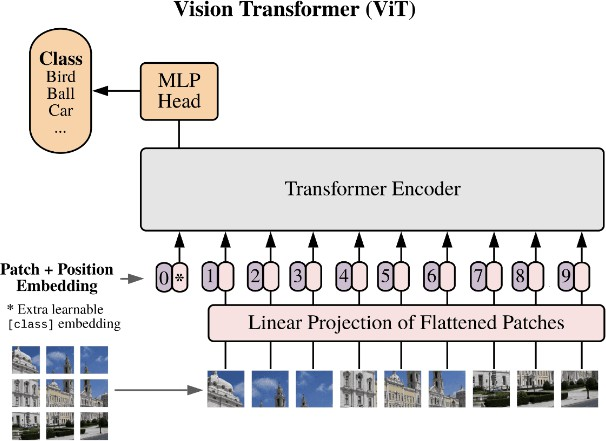 Vision Transformer (ViT)
Class
Bird
Ball
Car
...
MLP
Head
Transformer Encoder
Patch + Position
Embedding
0 * 1 2 3 4 5 6 7 8 9
* Extra learnable
[class] embedding
Linear Projection of Flattened Patches